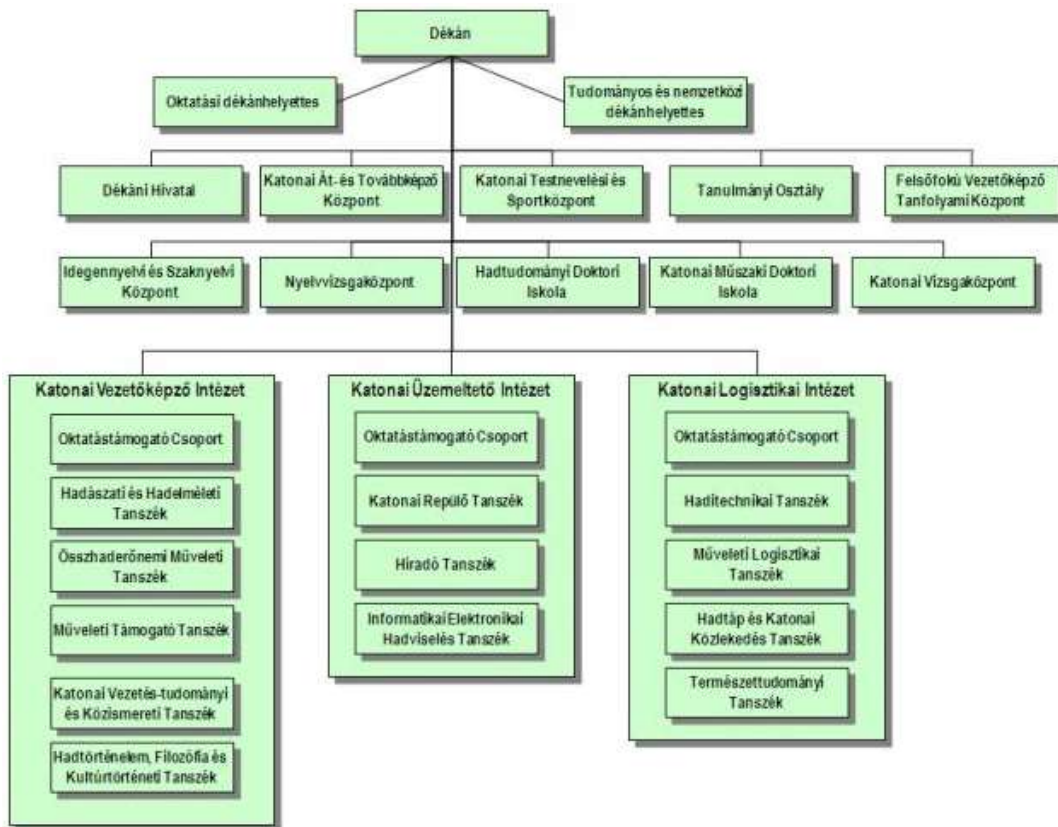 Dékán
Oktatási dékánhelyettes
Tudományos és nemzetközi
dékánhelyettes
Dékáni Hivatal
Katonai Át- és Továbbképző
Központ
Katonai Testnevelési és
Sportközpont
Tanulmányi Osztály
Felsőfokú Vezetőképző
Tanfolyami Központ
Idegennyelvi és Szaknyelvi
Központ
Nyelvvizsgaközpont
Hadtudományi Doktori
Iskola
Katonai Műszaki Doktori
Iskola
Katonai Vizsgaközpont
Katonai Vezetőképző Intézet
Oktatástámogató Csoport
Hadászati és Hadelméleti
Tanszék
Összhaderőnemi Műveleti
Tanszék
Műveleti Támogató Tanszék
Katonai Vezetés-tudományi
és Közismereti Tanszék
Hadtörténelem, Filozófia és
Kultúrtörténeti Tanszék
Katonai Üzemeltető Intézet
Oktatástámogató Csoport
Katonai Repülő Tanszék
Híradó Tanszék
Informatikai Elektronikai
Hadviselés Tanszék
Katonai Logisztikai Intézet
Oktatástámogató Csoport
Haditechnikai Tanszék
Műveleti Logisztikai
Tanszék
Hadtáp és Katonai
Közlekedés Tanszék
Természettudományi
Tanszék